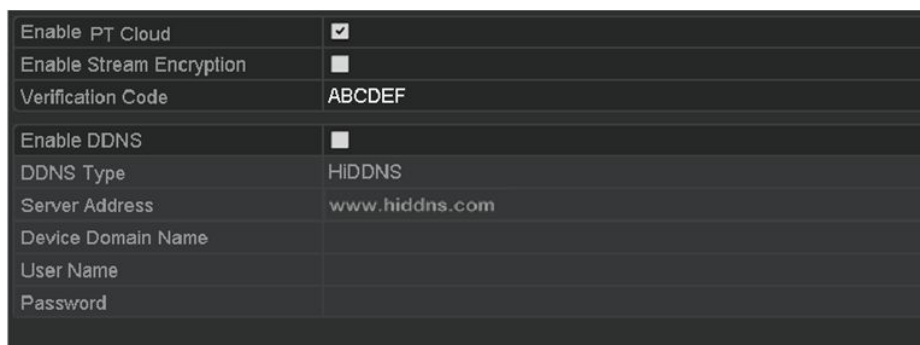 Enable PT Cloud
Enable Stream Encryption
Verification Code ABCDEF
Enable DDNS
DDNS Type HiDDNS
Server Address www.hiddns.com
Device Domain Name
User Name
Password